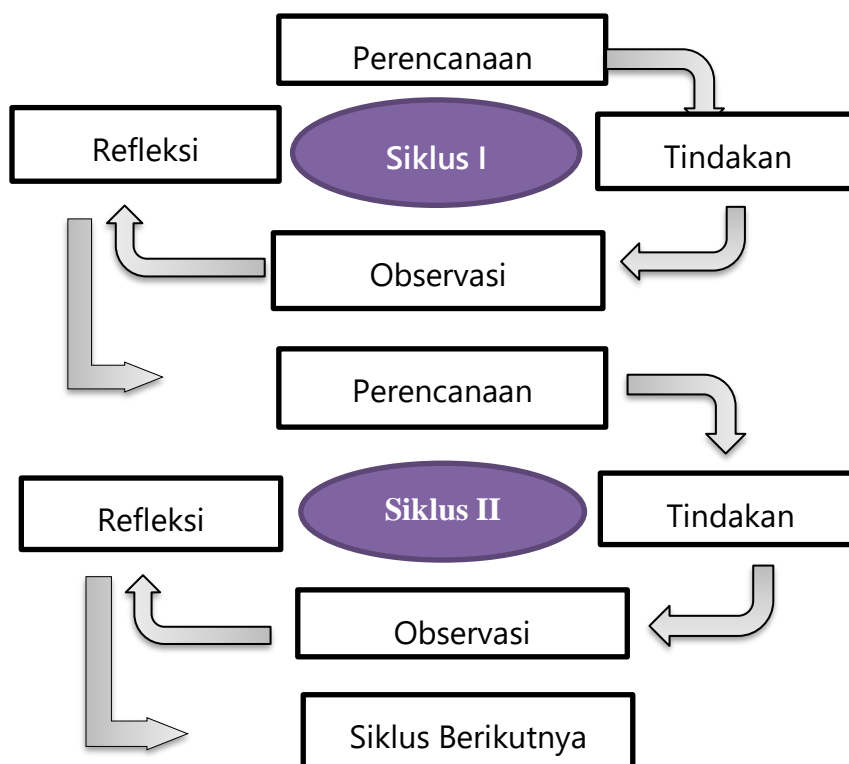 Perencanaan
Refleksi
Siklus I
Tindakan
Observasi
Perencanaan
Refleksi
Siklus II
Tindakan
Observasi
Siklus Berikutnya